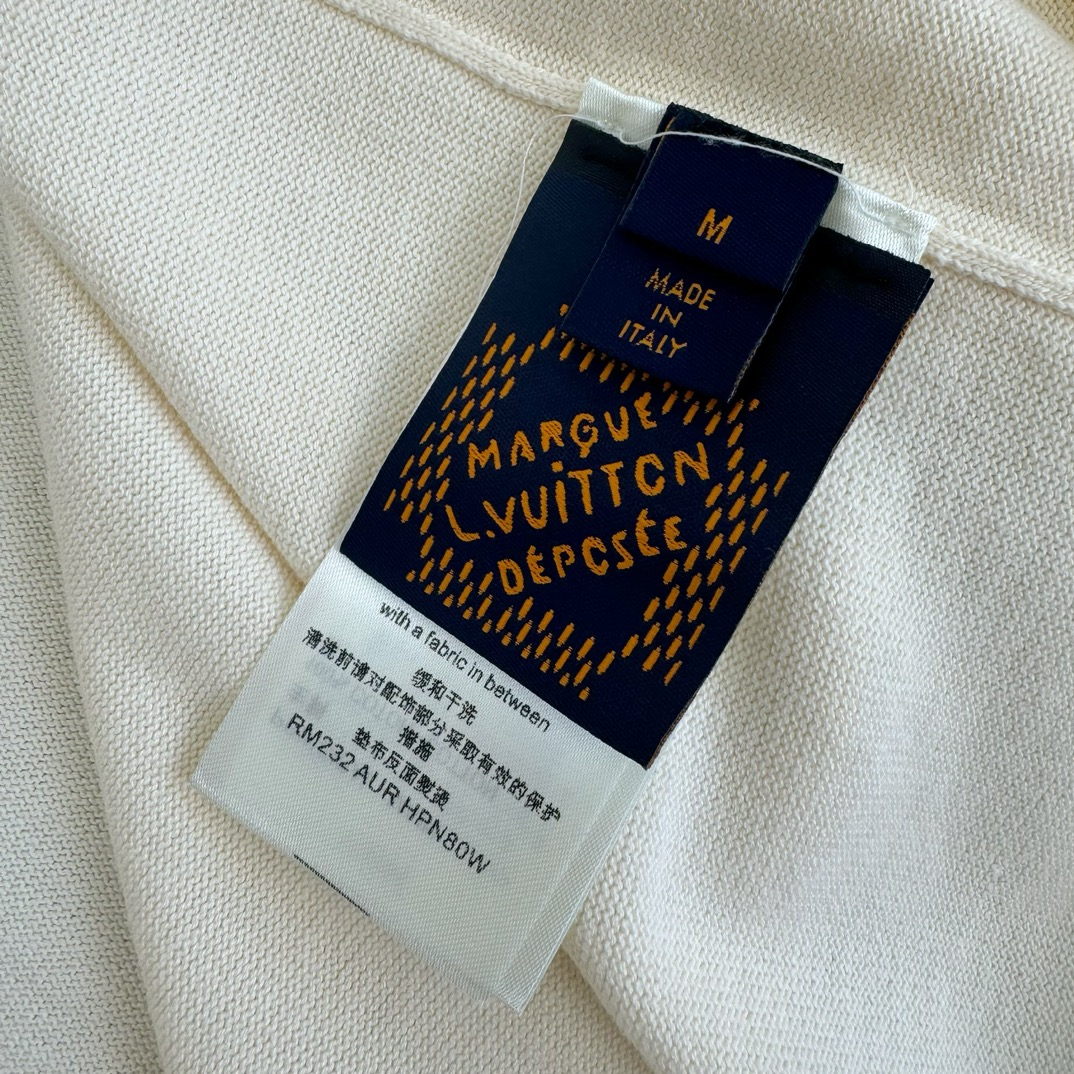 M
MADE
IN
ITALY
MARQUE
L.VUITTON
DÉPOSÉE
with a fabric in between
缓和干洗
清洗前请对配饰部分采取有效的保护
措施
垫布反面熨烫
RM232 AUR HPN80W